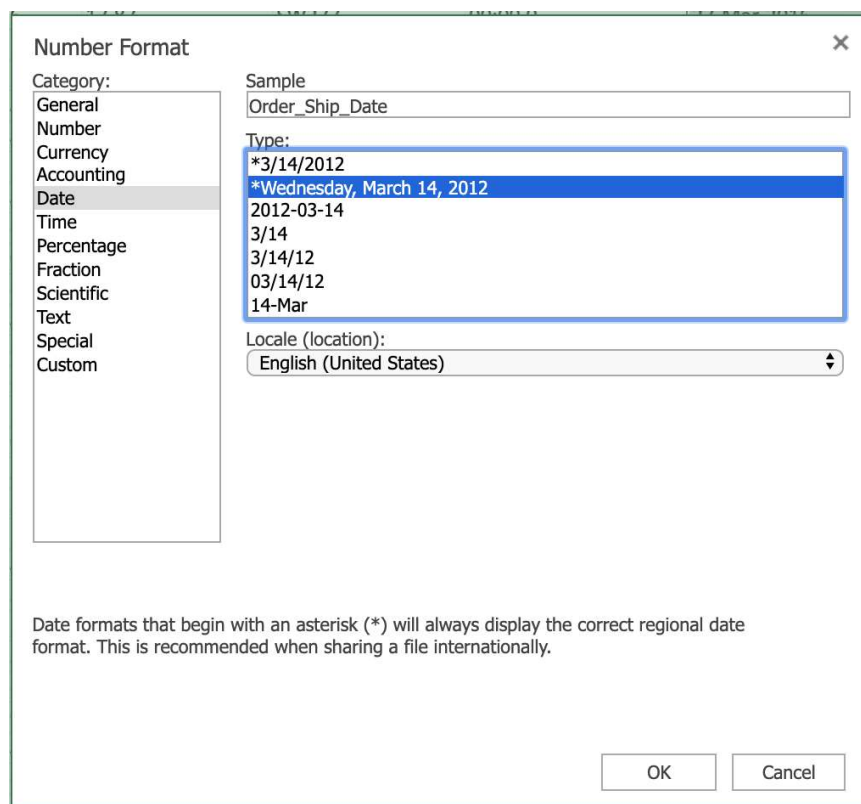 Number Format
Category:
General
Number
Currency
Accounting
Date
Time
Percentage
Fraction
Scientific
Text
Special
Custom
Sample
Order_Ship_Date
Type:
*3/14/2012
*Wednesday, March 14, 2012
2012-03-14
3/14
3/14/12
03/14/12
14-Mar
Locale (location):
English (United States)
Date formats that begin with an asterisk (*) will always display the correct regional date
format. This is recommended when sharing a file internationally.
OK
Cancel